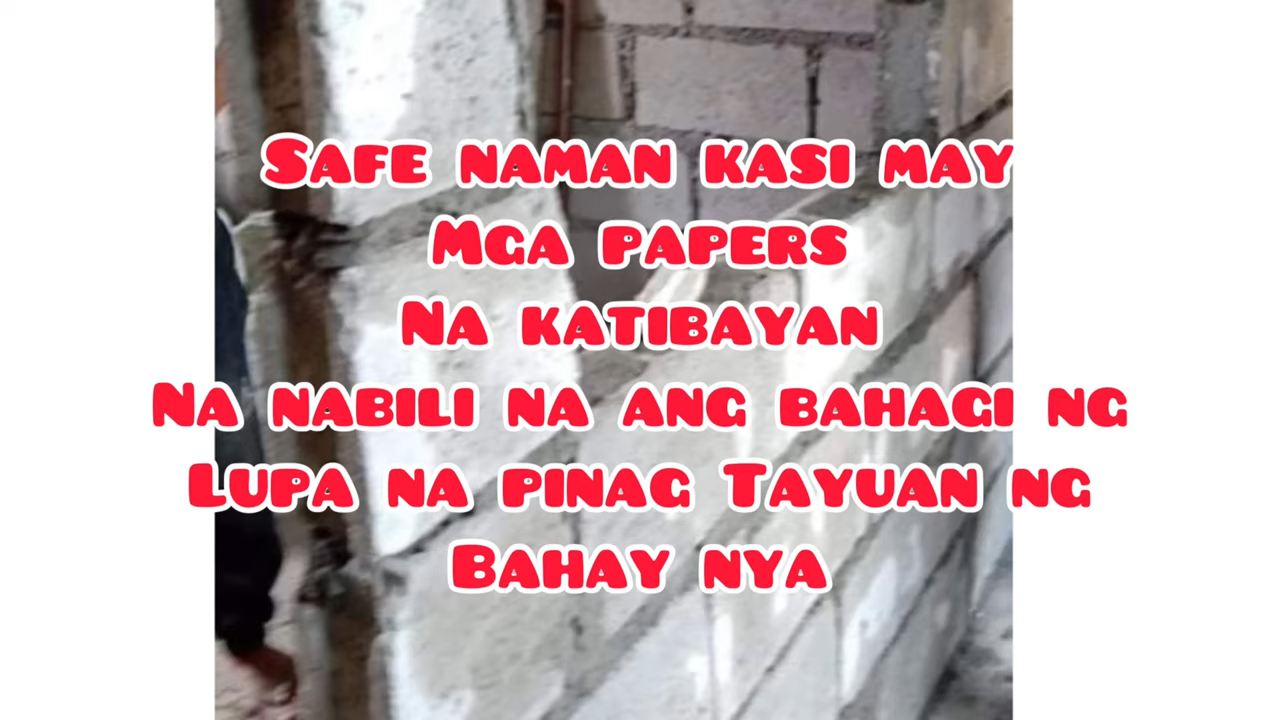 Safe naman kasi may
Mga papers
Na katibayan
Na nabili na ang bahagi ng
Lupa na pinag Tayuan ng
Bahay nya